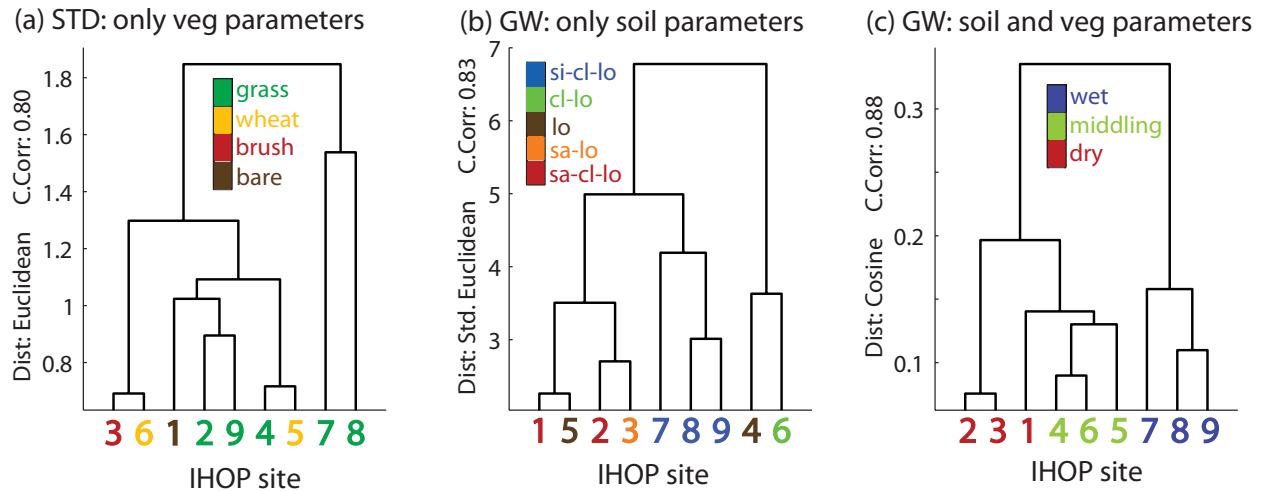 (a) STD: only veg parameters
Dist: Euclidean C.Corr: 0.80
1.8
1.6
1.4
1.2
1
0.8
grass
wheat
brush
bare
3 6 1 2 9 4 5 7 8
IHOP site
(b) GW: only soil parameters
Dist: Std. Euclidean C.Corr: 0.83
7
6
5
4
3
si-cl-lo
cl-lo
lo
sa-lo
sa-cl-lo
1 5 2 3 7 8 9 4 6
IHOP site
(c) GW: soil and veg parameters
Dist: Cosine C.Corr: 0.88
0.3
0.2
0.1
wet
middling
dry
2 3 1 4 6 5 7 8 9
IHOP site